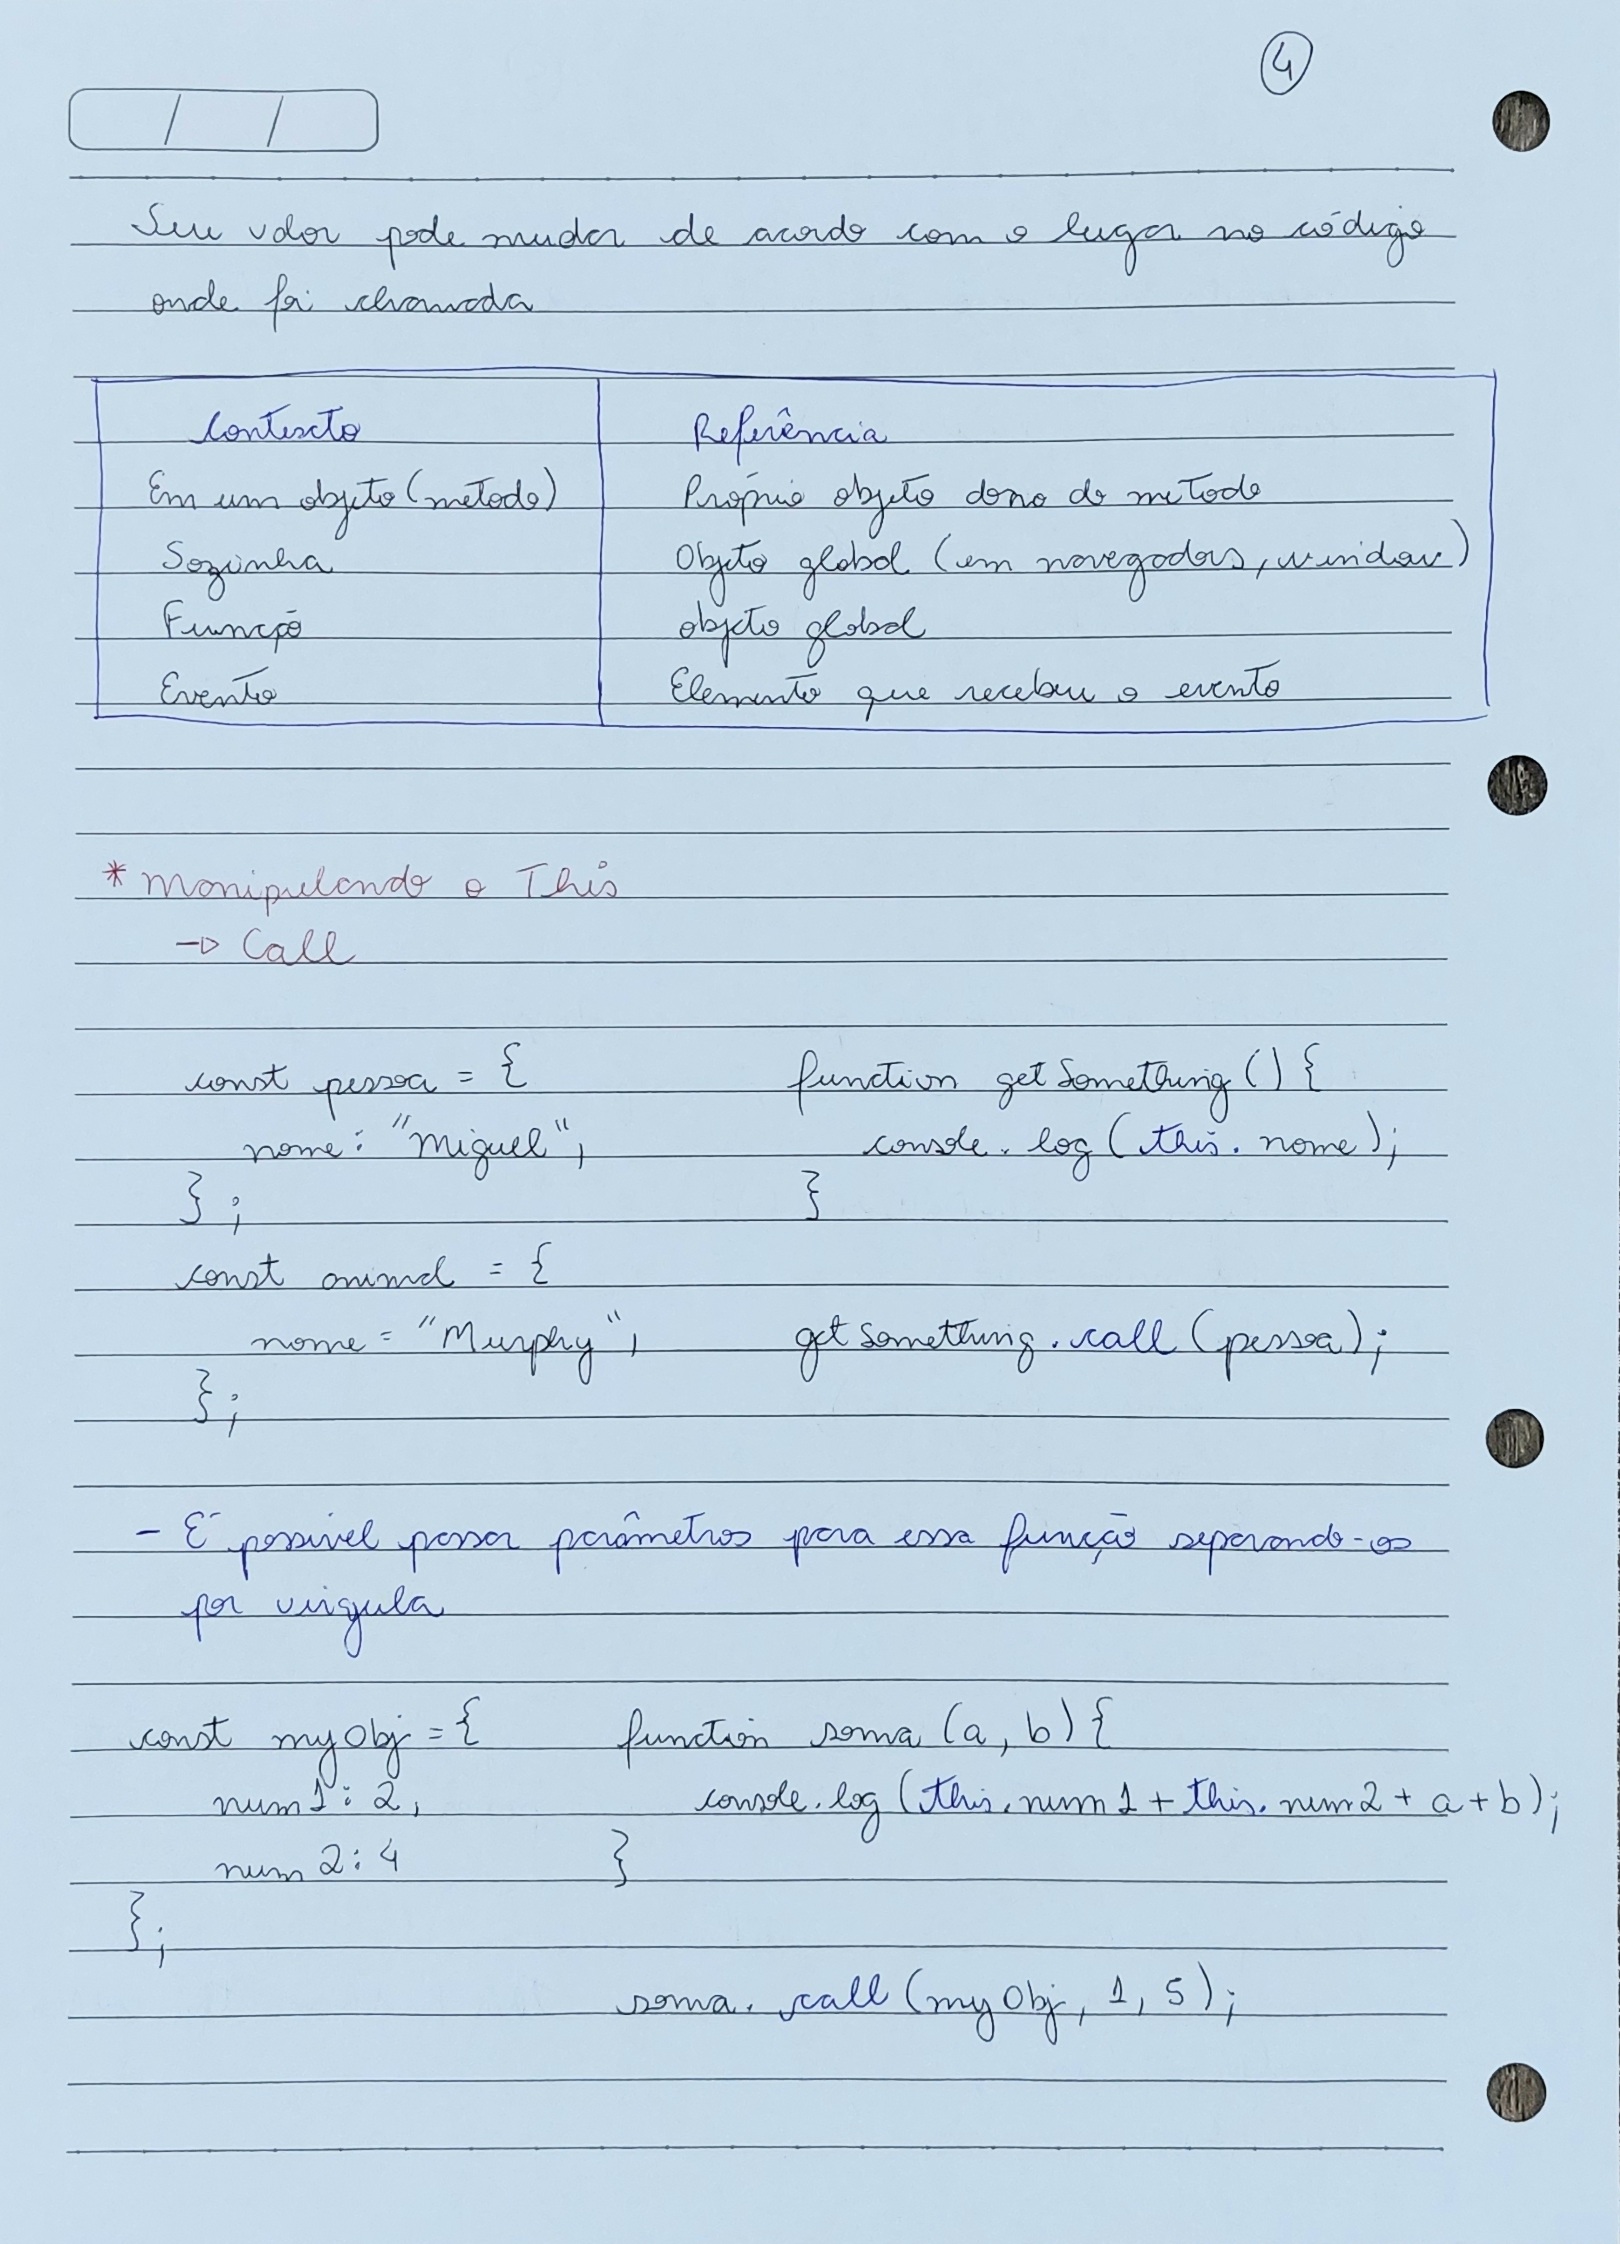 4
/ /
Seu valor pode mudar de acordo com o lugar no código
onde foi chamada
Contexto Referência
Em um objeto (metodo) Próprio objeto dono do metodo
Sozinha Objeto global (em navegadores, window)
Função objeto global
Evento Elemento que recebeu o evento
* Manipulando o This
→ Call
const pessoa = { function getSomething () {
nome: "Miguel", console.log (this.nome);
}; }
const animal = {
nome = "Murphy", getSomething.call (pessoa);
};
- É possivel passar parâmetros para essa função separando-os
por virgula
const myObj = { function soma (a, b) {
num1: 2, console.log (this.num1 + this.num2 + a + b);
num2: 4 }
};
soma.call (myObj, 1, 5);